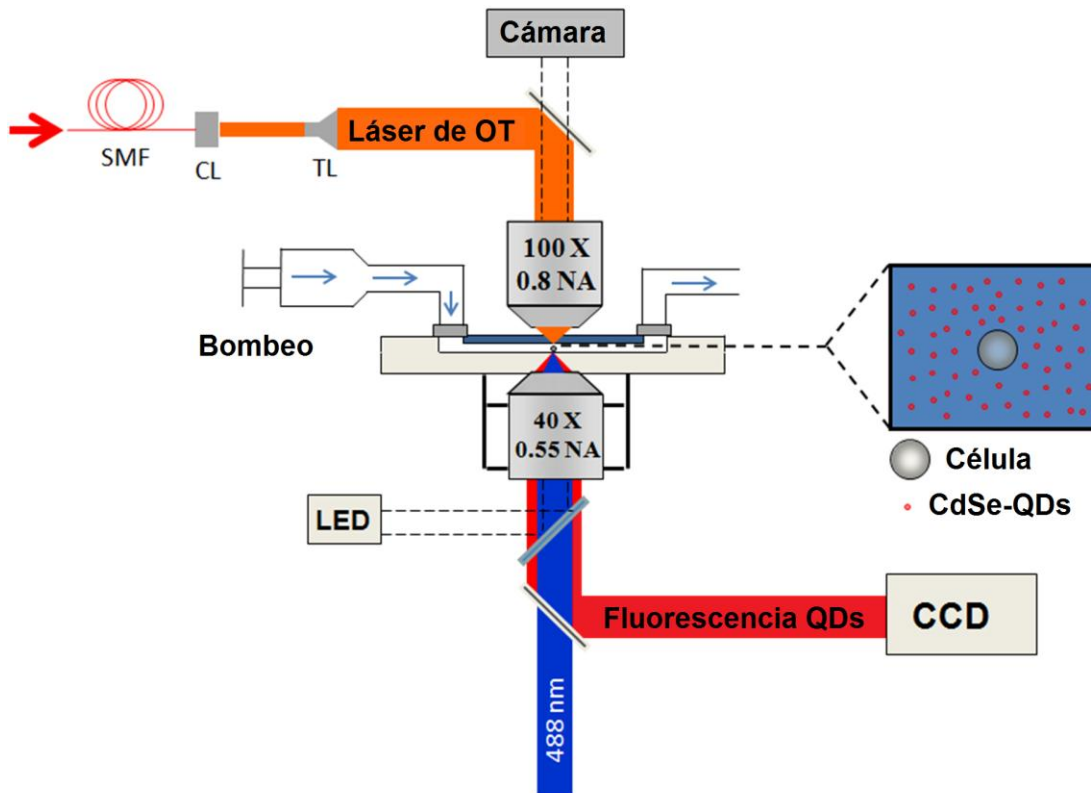 Cámara
Láser de OT
SMF
CL
TL
100 X
0.8 NA
Bombeo
40 X
0.55 NA
Célula
CdSe-QDs
LED
Fluorescencia QDs
CCD
488 nm